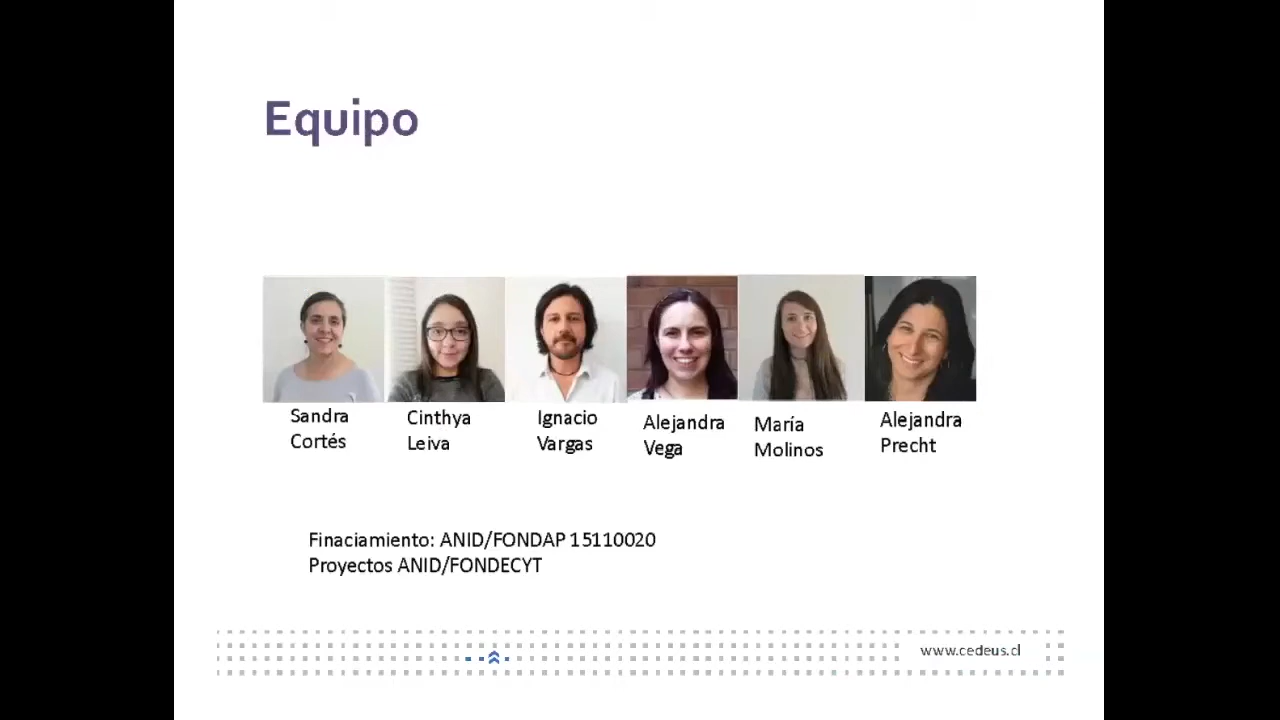 Equipo
Sandra
Cortés
Cinthya
Leiva
Ignacio
Vargas
Alejandra
Vega
María
Molinos
Alejandra
Precht
Finaciamiento: ANID/FONDAP 15110020
Proyectos ANID/FONDECYT
www.cedeus.cl